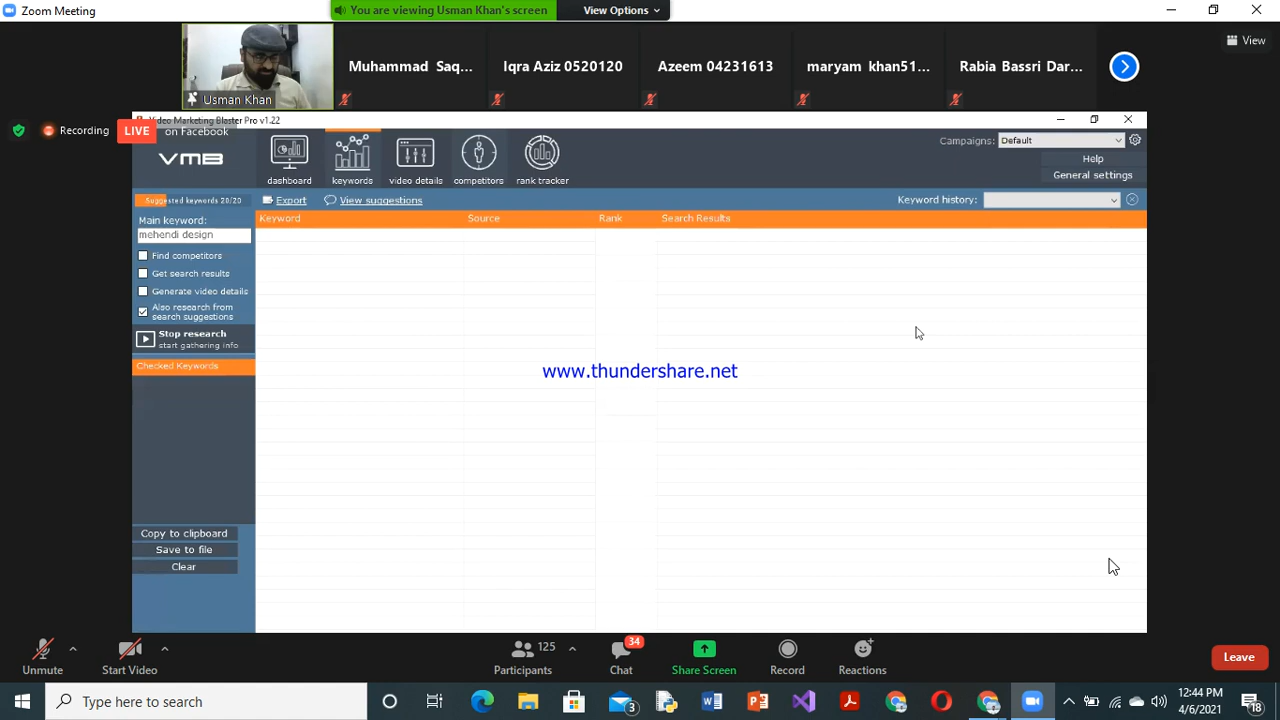 Zoom Meeting
You are viewing Usman Khan's screen
View Options
View
Muhammad Saq...
Iqra Aziz 0520120
Azeem 04231613
maryam khan51...
Rabia Bassri Dar...
Usman Khan
Recording
LIVE
on Facebook
Video Marketing Blaster Pro v1.22
VMB
dashboard
keywords
video details
competitors
rank tracker
Campaigns:
Default
Help
General settings
Suggested keywords 20/20
Export
View suggestions
Keyword history:
Main keyword:
mehendi design
Keyword
Source
Rank
Search Results
Find competitors
Get search results
Generate video details
Also research from
search suggestions
Stop research
start gathering info
Checked Keywords
www.thundershare.net
Copy to clipboard
Save to file
Clear
Unmute
Start Video
125
Participants
34
Chat
Share Screen
Record
Reactions
Leave
Type here to search
3
12:44 PM
4/6/2021
18